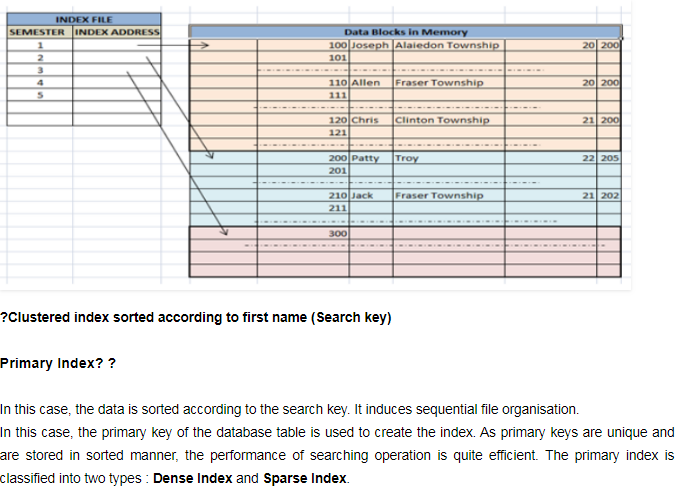 INDEX FILE
SEMESTER INDEX ADDRESS
1
2
3
4
5
Data Blocks in Memory
100 Joseph Alaiedon Township 20 200
101
110 Allen Fraser Township 20 200
111
120 Chris Clinton Township 21 200
121
200 Patty Troy 22 205
201
210 Jack Fraser Township 21 202
211
300
?Clustered index sorted according to first name (Search key)
Primary Index? ?
In this case, the data is sorted according to the search key. It induces sequential file organisation.
In this case, the primary key of the database table is used to create the index. As primary keys are unique and
are stored in sorted manner, the performance of searching operation is quite efficient. The primary index is
classified into two types : Dense Index and Sparse Index.